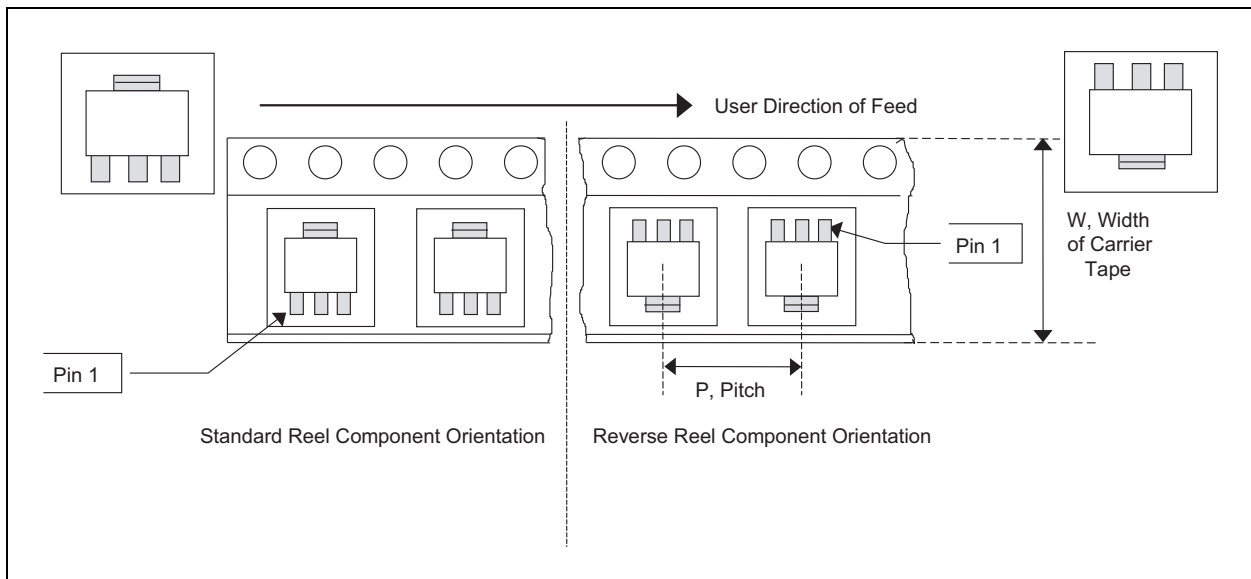 User Direction of Feed
W, Width
of Carrier
Tape
Pin 1
Pin 1
P, Pitch
Standard Reel Component Orientation
Reverse Reel Component Orientation